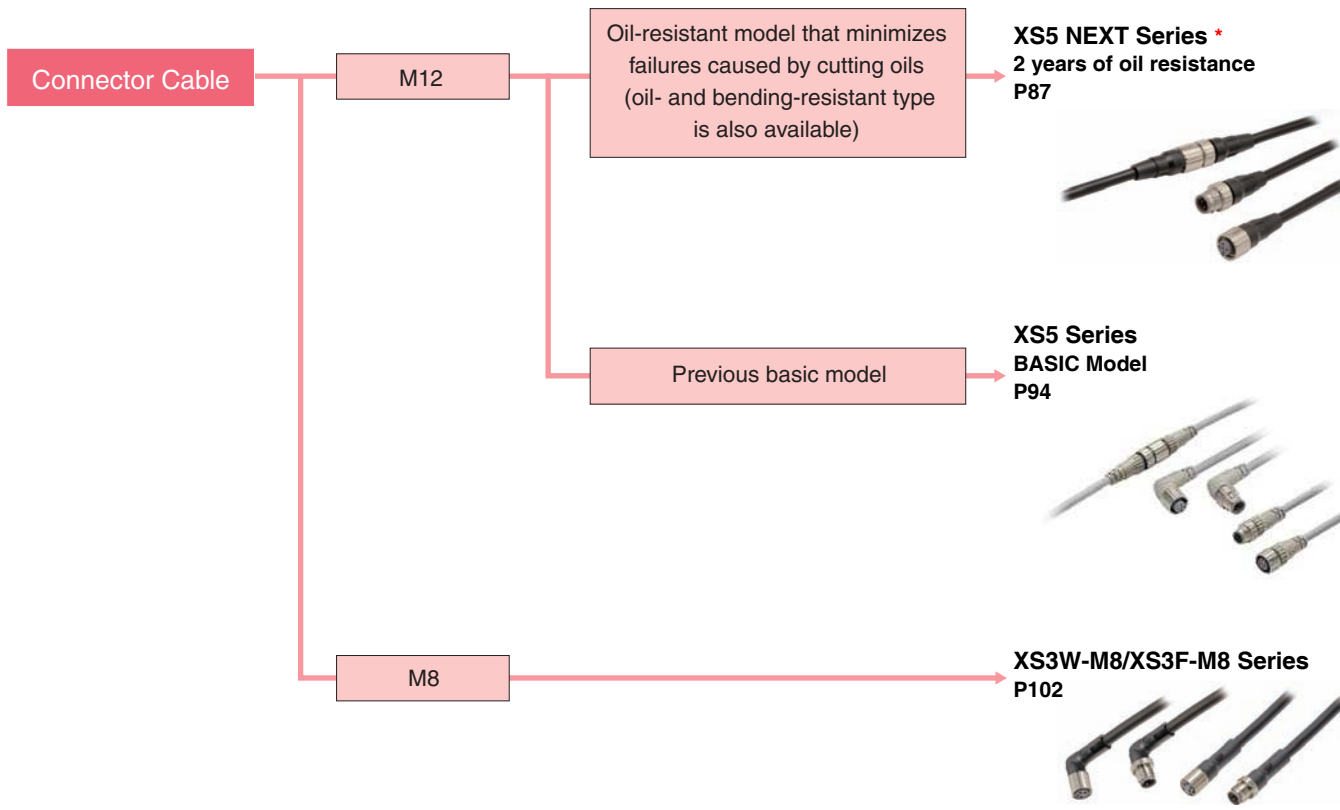 Connector Cable
M12
Oil-resistant model that minimizes
failures caused by cutting oils
(oil- and bending-resistant type
is also available)
XS5 NEXT Series *
2 years of oil resistance
P87
Previous basic model
XS5 Series
BASIC Model
P94
M8
XS3W-M8/XS3F-M8 Series
P102